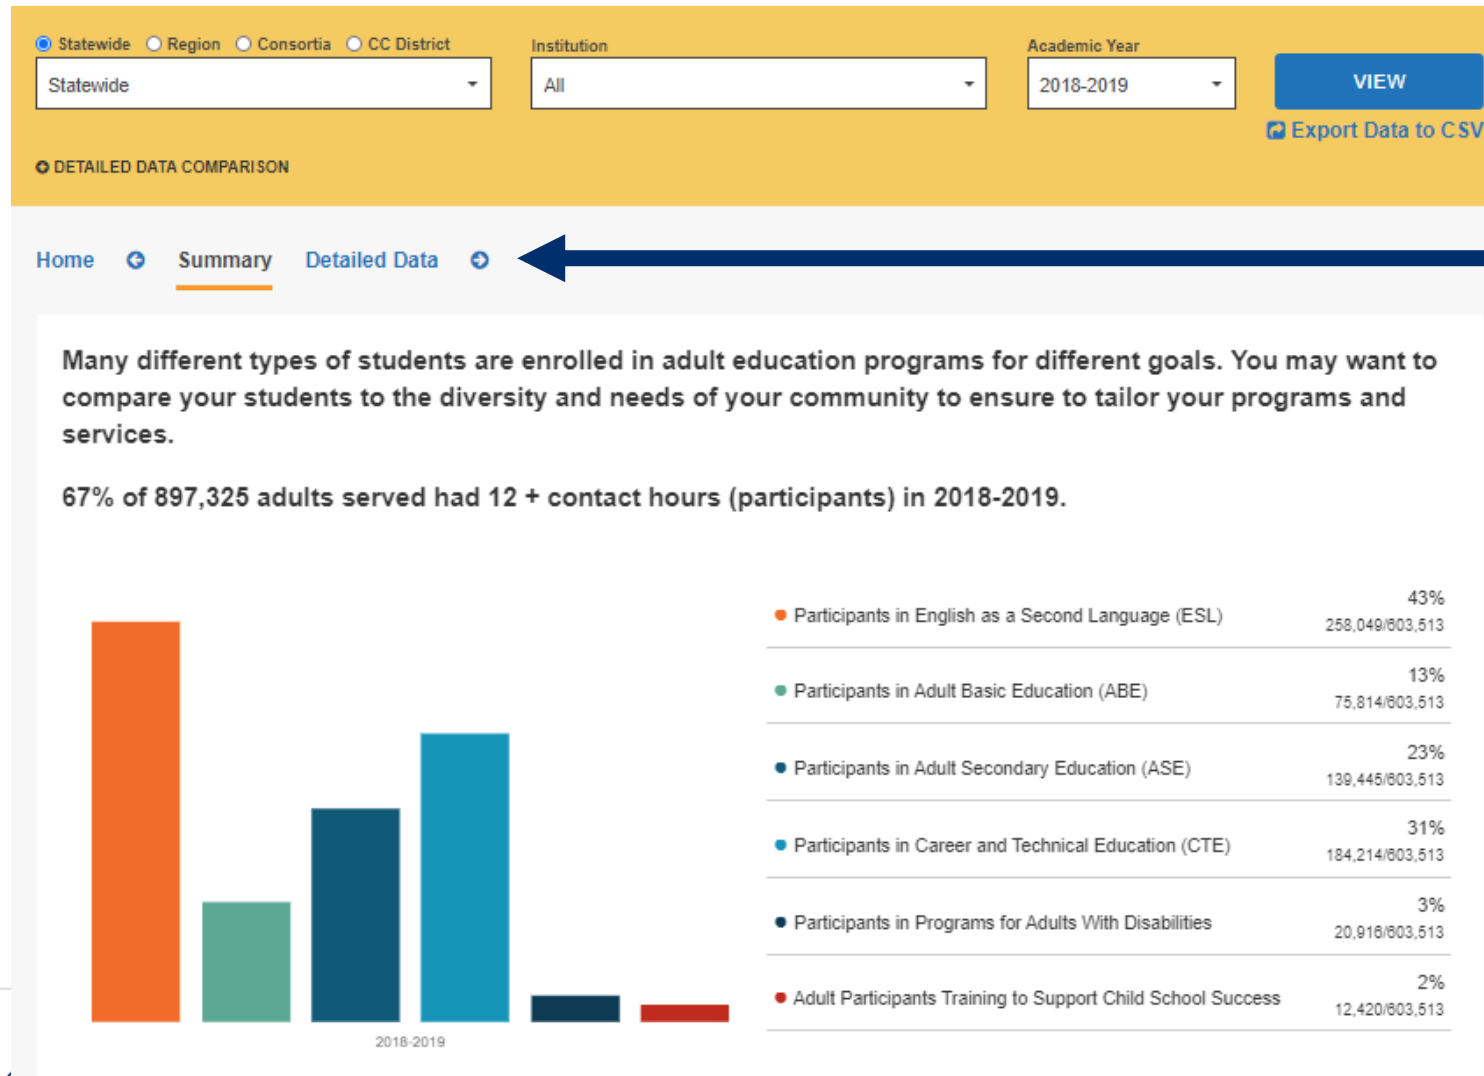 Statewide Region Consortia CC District
Institution
Academic Year
Statewide
All
2018-2019
VIEW
Export Data to CSV
DETAILED DATA COMPARISON
Home Summary Detailed Data
Many different types of students are enrolled in adult education programs for different goals. You may want to
compare your students to the diversity and needs of your community to ensure to tailor your programs and
services.
67% of 897,325 adults served had 12 + contact hours (participants) in 2018-2019.
Participants in English as a Second Language (ESL)
43%
258,049/603,513
Participants in Adult Basic Education (ABE)
13%
75,814/603,513
Participants in Adult Secondary Education (ASE)
23%
139,445/603,513
Participants in Career and Technical Education (CTE)
31%
184,214/603,513
Participants in Programs for Adults With Disabilities
3%
20,916/603,513
Adult Participants Training to Support Child School Success
2%
12,420/603,513
2018-2019